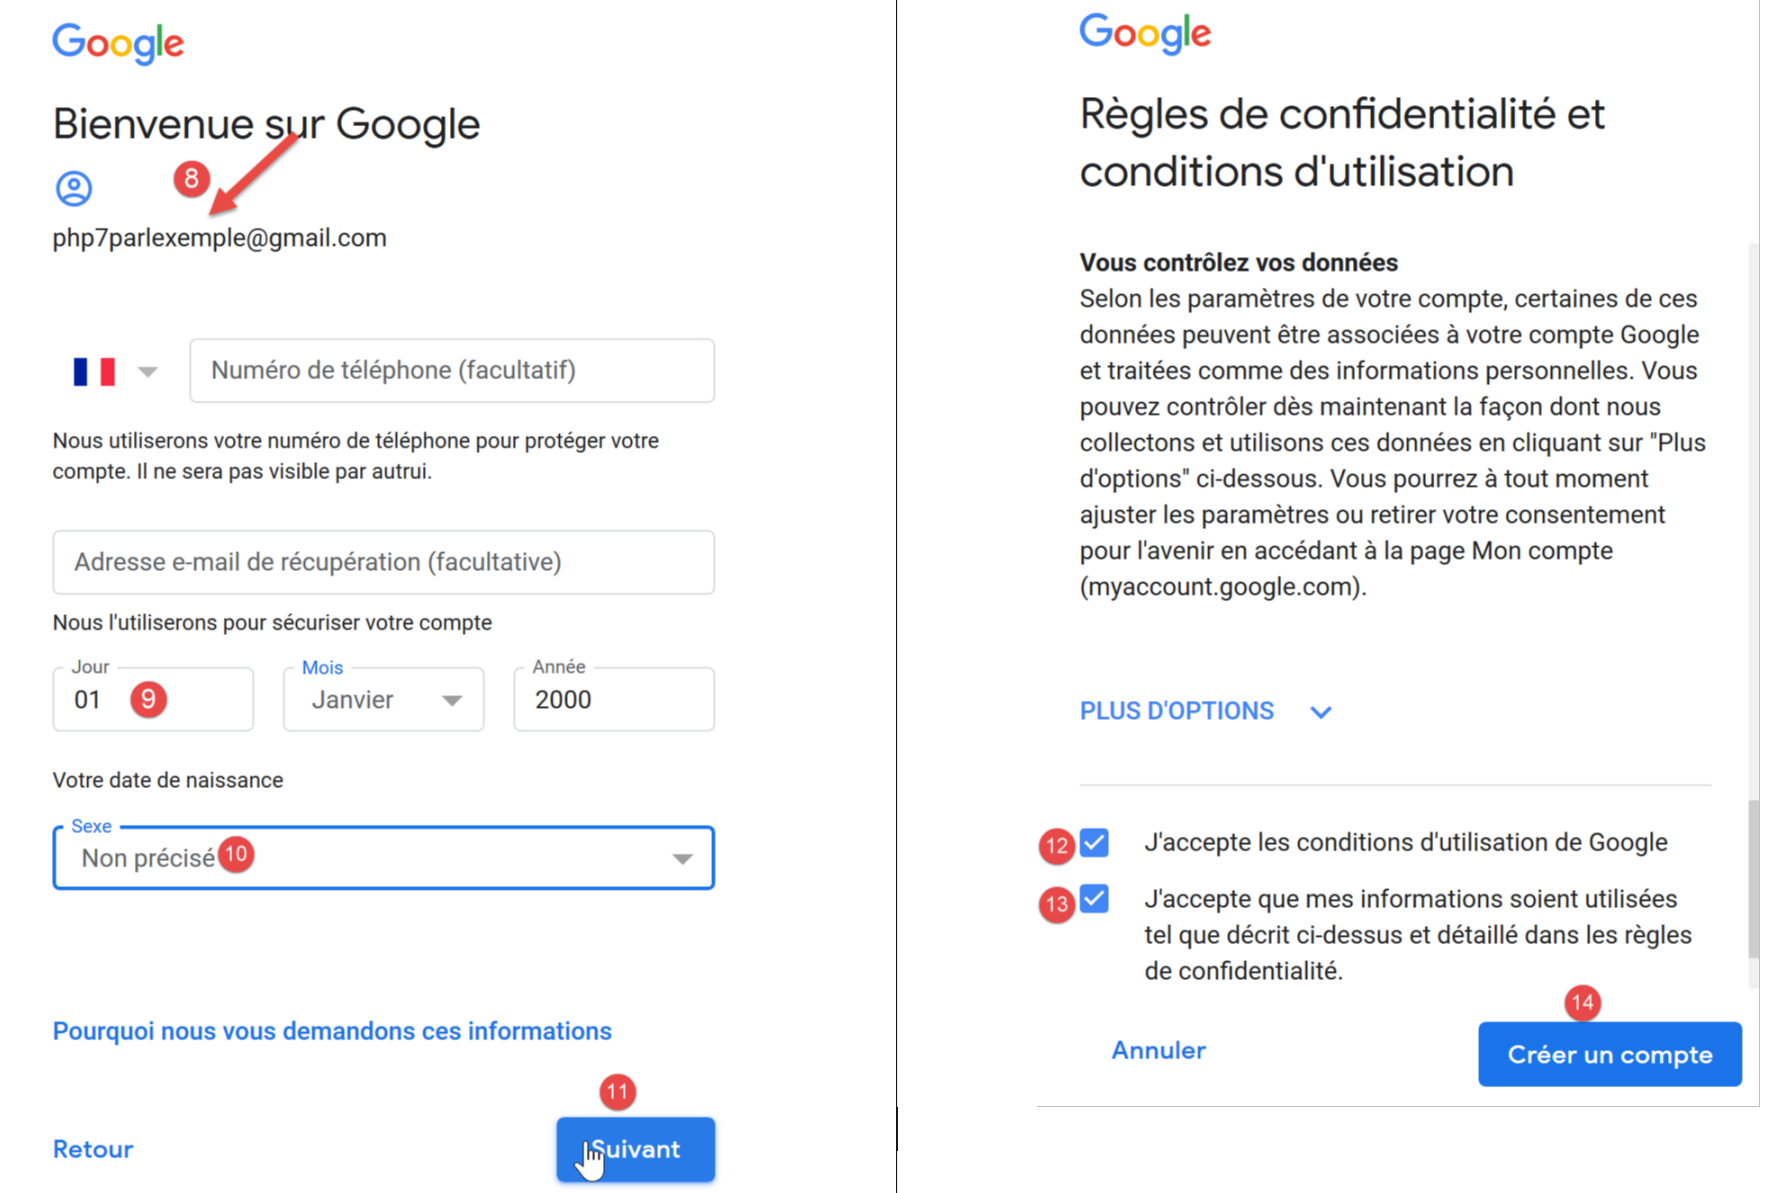 Google
Bienvenue sur Google
8
php7parlexemple@gmail.com
Numéro de téléphone (facultatif)
Nous utiliserons votre numéro de téléphone pour protéger votre
compte. Il ne sera pas visible par autrui.
Adresse e-mail de récupération (facultative)
Nous l'utiliserons pour sécuriser votre compte
Jour Mois Année
01 9 Janvier 2000
Votre date de naissance
Sexe
Non précisé 10
Pourquoi nous vous demandons ces informations
11
Retour Suivant
Google
Règles de confidentialité et
conditions d'utilisation
Vous contrôlez vos données
Selon les paramètres de votre compte, certaines de ces
données peuvent être associées à votre compte Google
et traitées comme des informations personnelles. Vous
pouvez contrôler dès maintenant la façon dont nous
collectons et utilisons ces données en cliquant sur "Plus
d'options" ci-dessous. Vous pourrez à tout moment
ajuster les paramètres ou retirer votre consentement
pour l'avenir en accédant à la page Mon compte
(myaccount.google.com).
PLUS D'OPTIONS
12 J'accepte les conditions d'utilisation de Google
13 J'accepte que mes informations soient utilisées
tel que décrit ci-dessus et détaillé dans les règles
de confidentialité.
14
Annuler Créer un compte